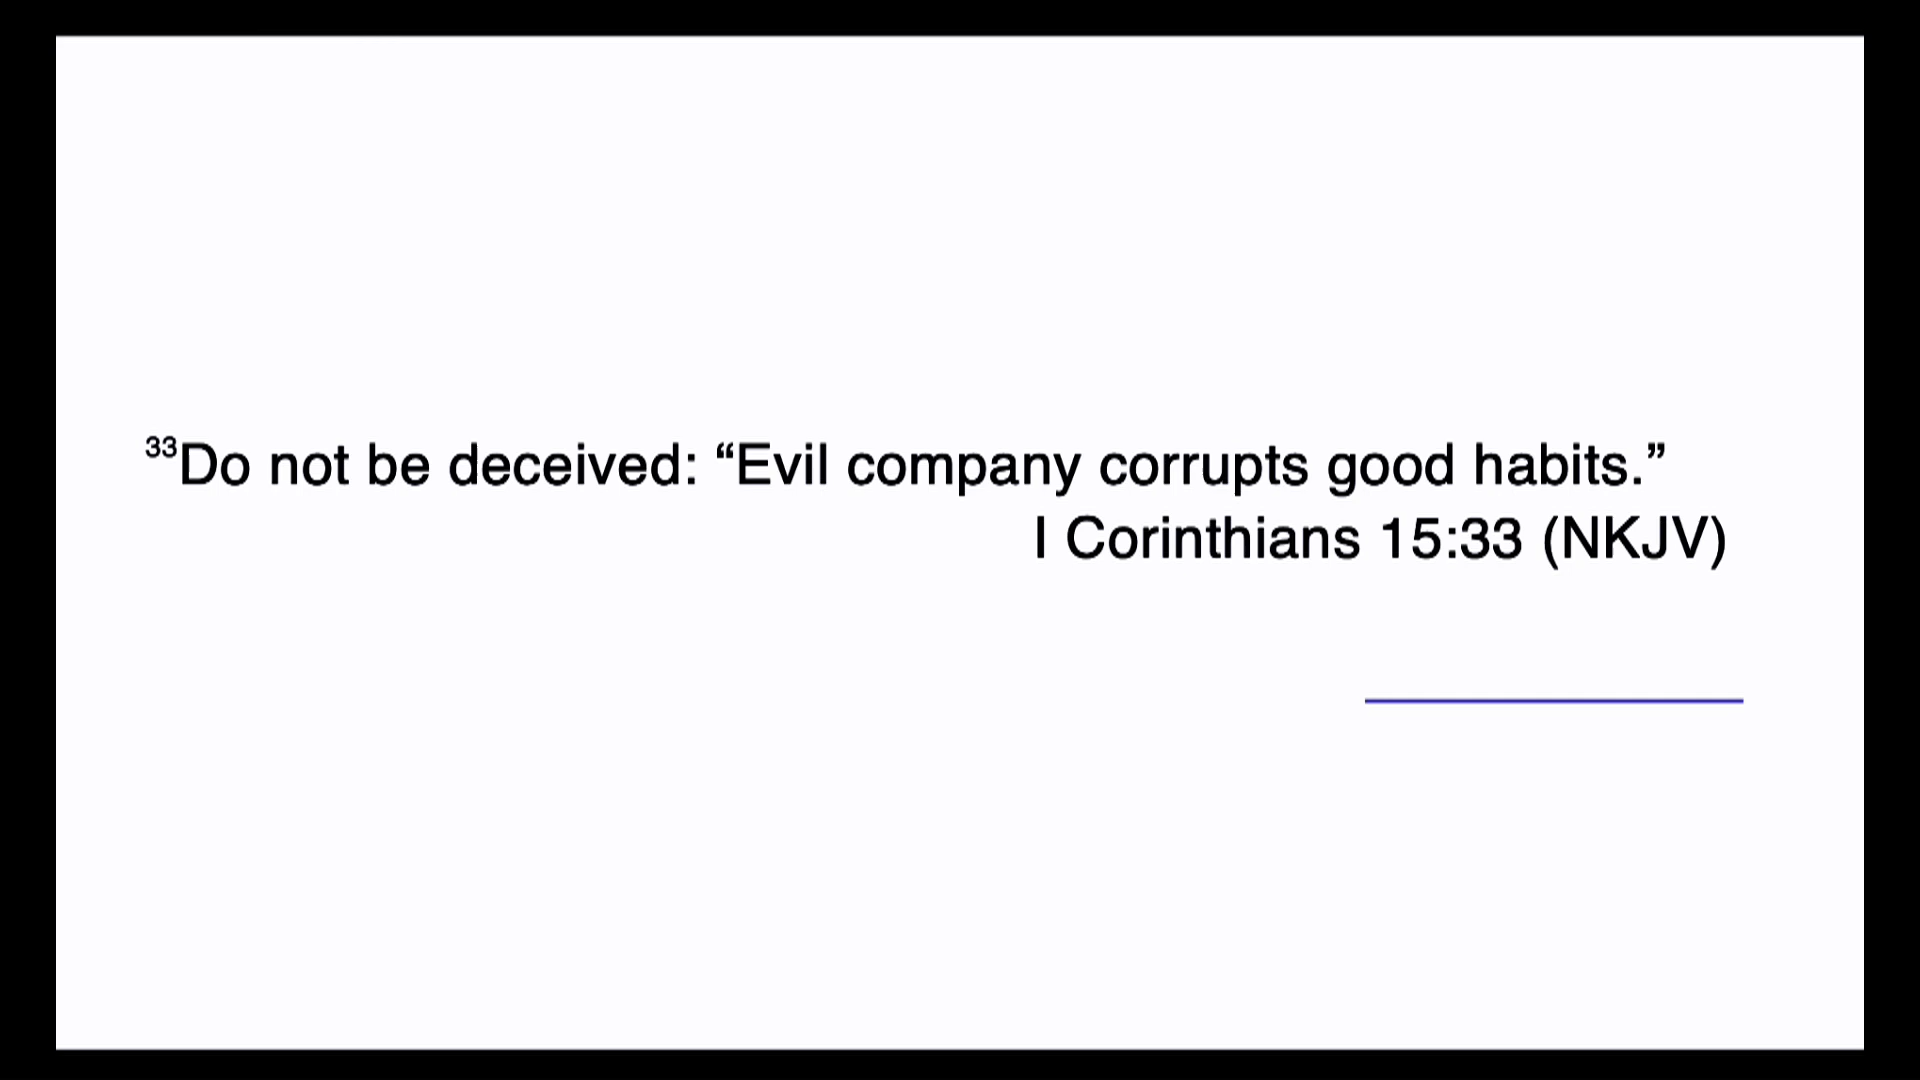 ³³Do not be deceived: “Evil company corrupts good habits.”
I Corinthians 15:33 (NKJV)